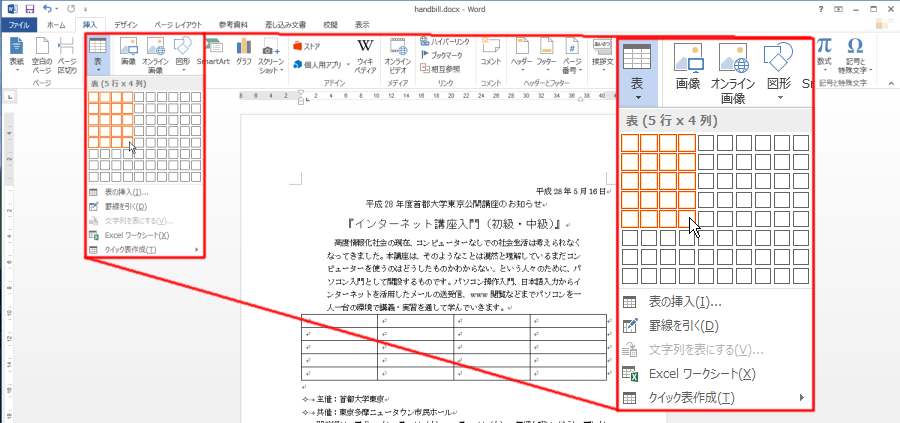 handbill.docx - Word
ファイル ホーム 挿入 デザイン ページ レイアウト 参考資料 差し込み文書 校閲 表示
表紙 空白のページ ページ区切り
表 画像 オンライン画像 図形 SmartArt グラフ スクリーンショット
ストア
個人用アプリ
ウィキペディア
オンラインビデオ
ハイパーリンク
ブックマーク
相互参照
コメント
ヘッダー フッター ページ番号
あいさつ
挨拶文
数式 記号と特殊文字
ページ アドイン メディア リンク コメント ヘッダーとフッター 記号と特殊文字
表 (5 行 x 4 列)
表の挿入(I)...
罫線を引く(D)
文字列を表にする(V)...
Excel ワークシート(X)
クイック表作成(T)
表 画像 オンライン画像 図形
表 (5 行 x 4 列)
表の挿入(I)...
罫線を引く(D)
文字列を表にする(V)...
Excel ワークシート(X)
クイック表作成(T)
平成 28 年 5 月 16 日
平成 28 年度首都大学東京公開講座のお知らせ
『インターネット講座入門（初級・中級）』
高度情報化社会の現在、コンピューターなしでの社会生活は考えられなく
なってきました。本講座は、そのようなことは漠然と理解しているまだコン
ピューターを使うのはどうしたものかわからない、という人々のために、パ
ソコン入門として開設するものです。パソコン操作入門、日本語入力からイ
ンターネットを活用したメールの送受信、www 閲覧などまでパソコンを一
人一台の環境で講義・実習を通して学んでいきます。
主催：首都大学東京
共催：東京多摩ニュータウン市民ホール